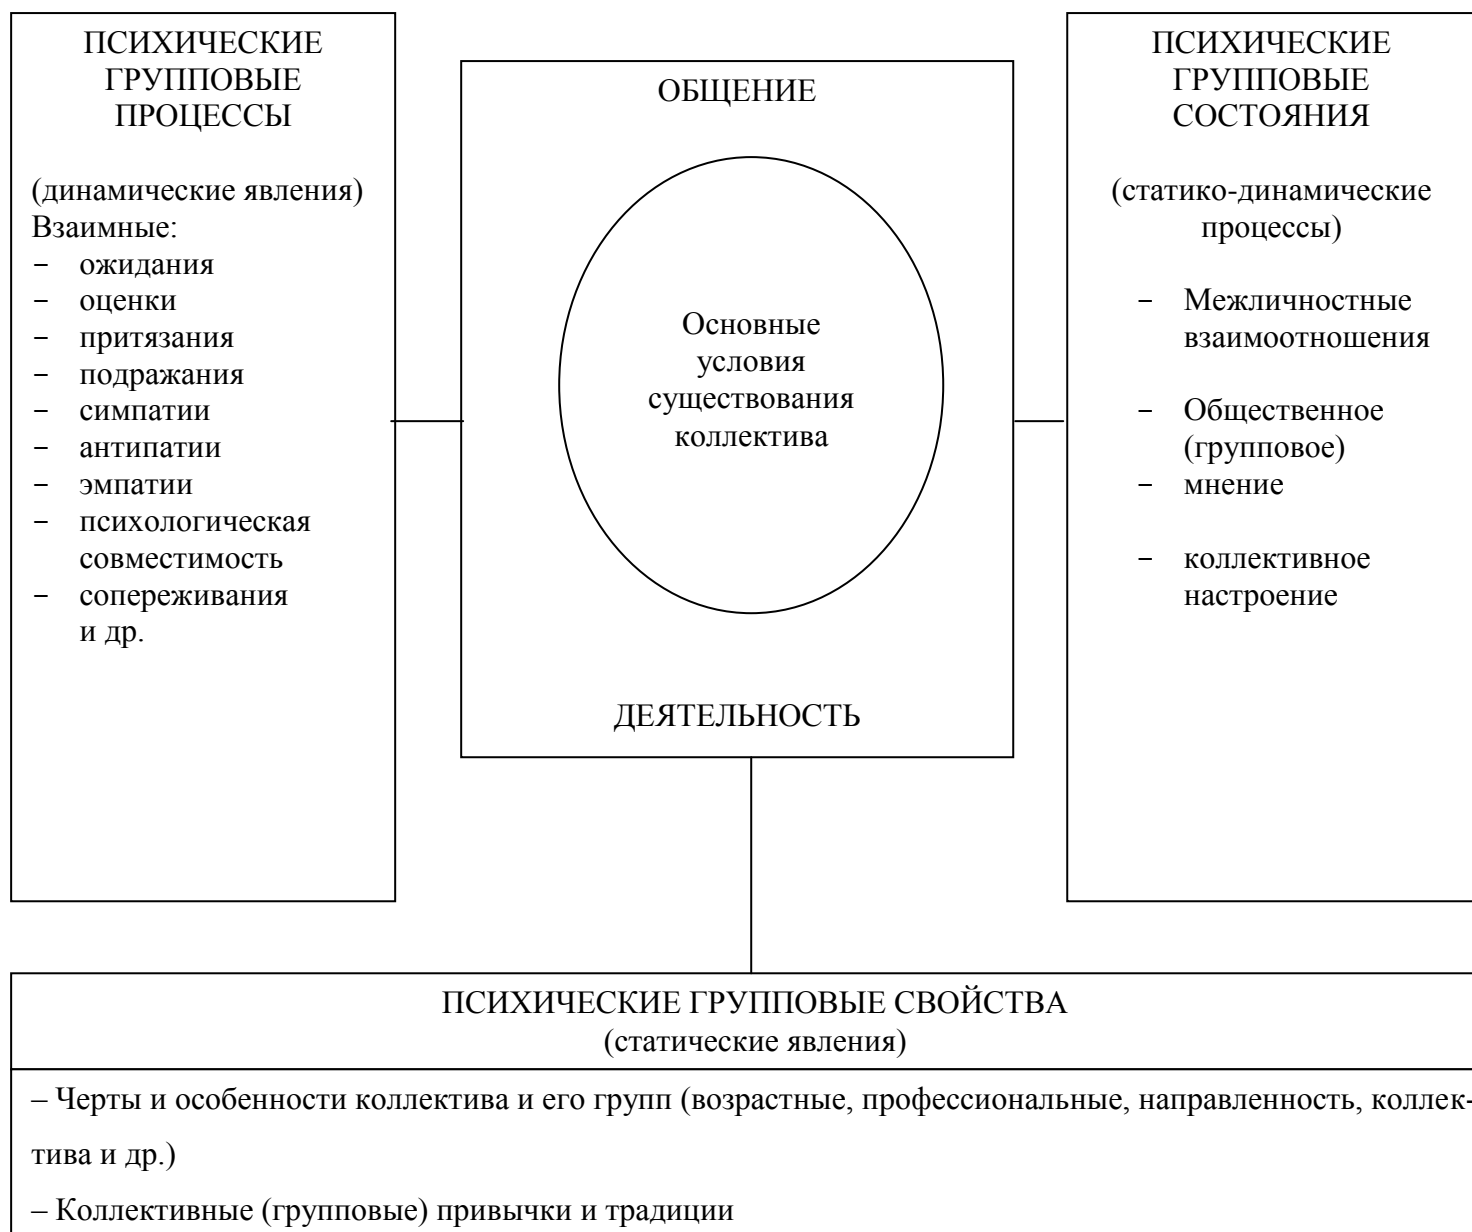 ПСИХИЧЕСКИЕ
ГРУППОВЫЕ
ПРОЦЕССЫ
(динамические явления)
Взаимные:
− ожидания
− оценки
− притязания
− подражания
− симпатии
− антипатии
− эмпатии
− психологическая
совместимость
− сопереживания
и др.
ОБЩЕНИЕ
Основные
условия
существования
коллектива
ДЕЯТЕЛЬНОСТЬ
ПСИХИЧЕСКИЕ
ГРУППОВЫЕ
СОСТОЯНИЯ
(статико-динамические
процессы)
− Межличностные
взаимоотношения
− Общественное
(групповое)
− мнение
− коллективное
настроение
ПСИХИЧЕСКИЕ ГРУППОВЫЕ СВОЙСТВА
(статические явления)
– Черты и особенности коллектива и его групп (возрастные, профессиональные, направленность, коллек-
тива и др.)
– Коллективные (групповые) привычки и традиции